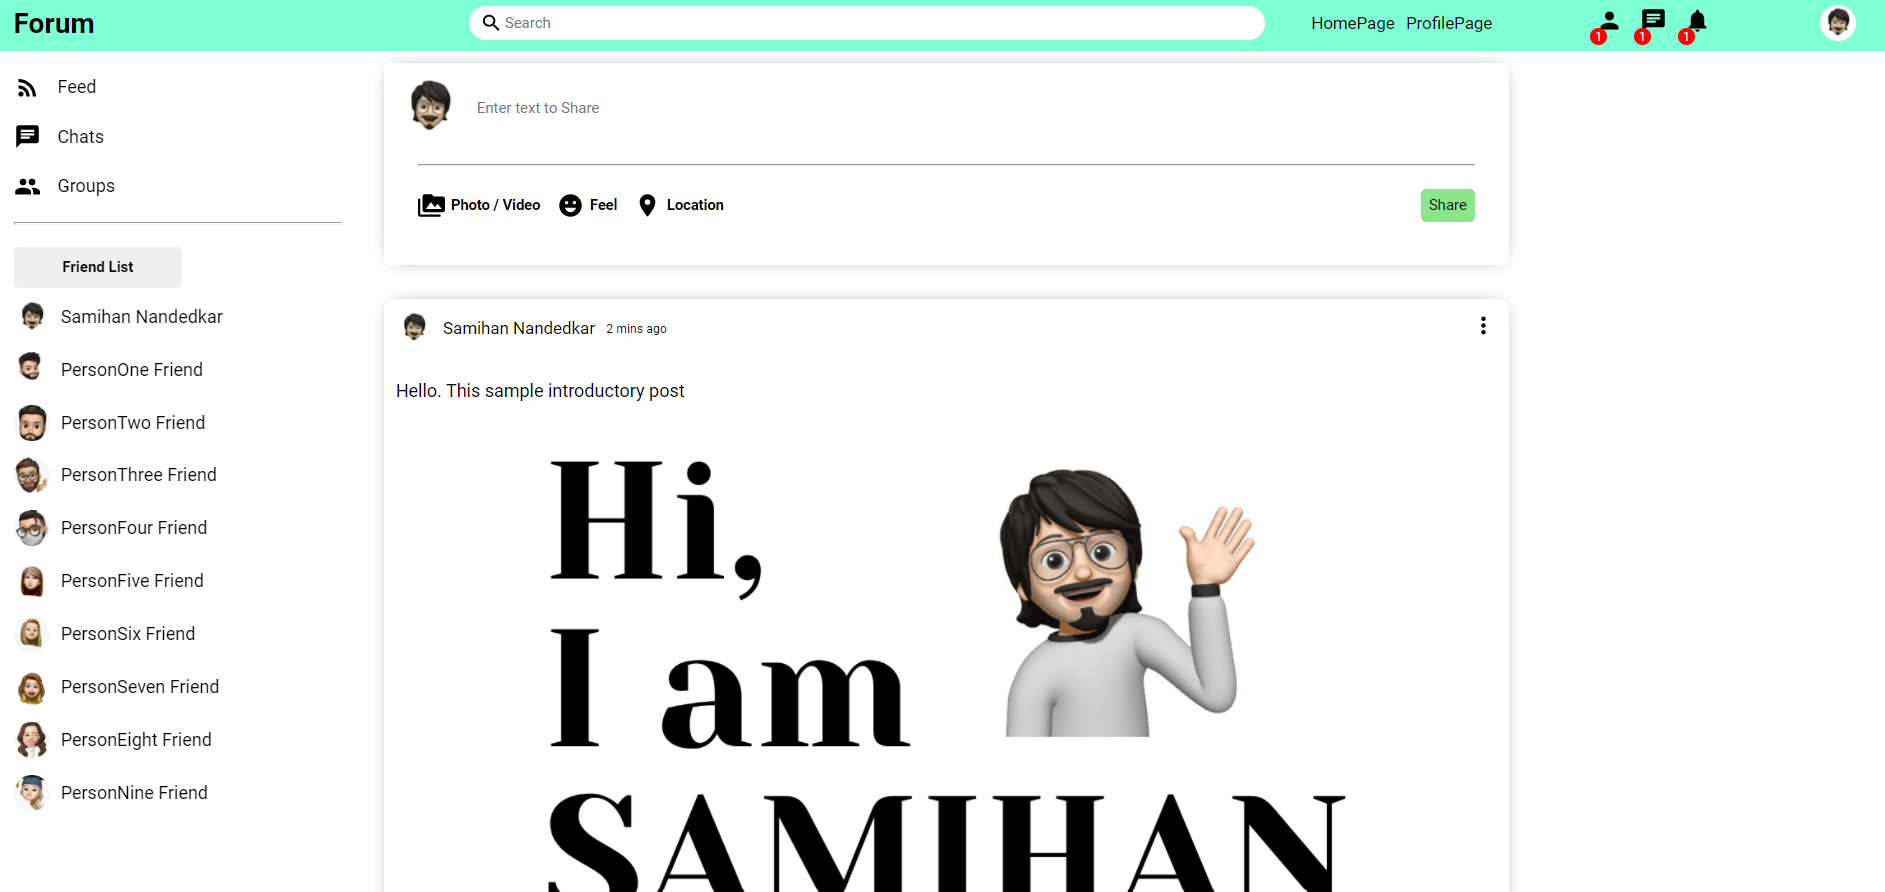 Forum
Search
HomePage ProfilePage
1 1 1
Feed
Chats
Groups
Friend List
Samihan Nandedkar
PersonOne Friend
PersonTwo Friend
PersonThree Friend
PersonFour Friend
PersonFive Friend
PersonSix Friend
PersonSeven Friend
PersonEight Friend
PersonNine Friend
Enter text to Share
Photo / Video Feel Location Share
Samihan Nandedkar 2 mins ago
Hello. This sample introductory post
Hi,
I am
SAMIHAN